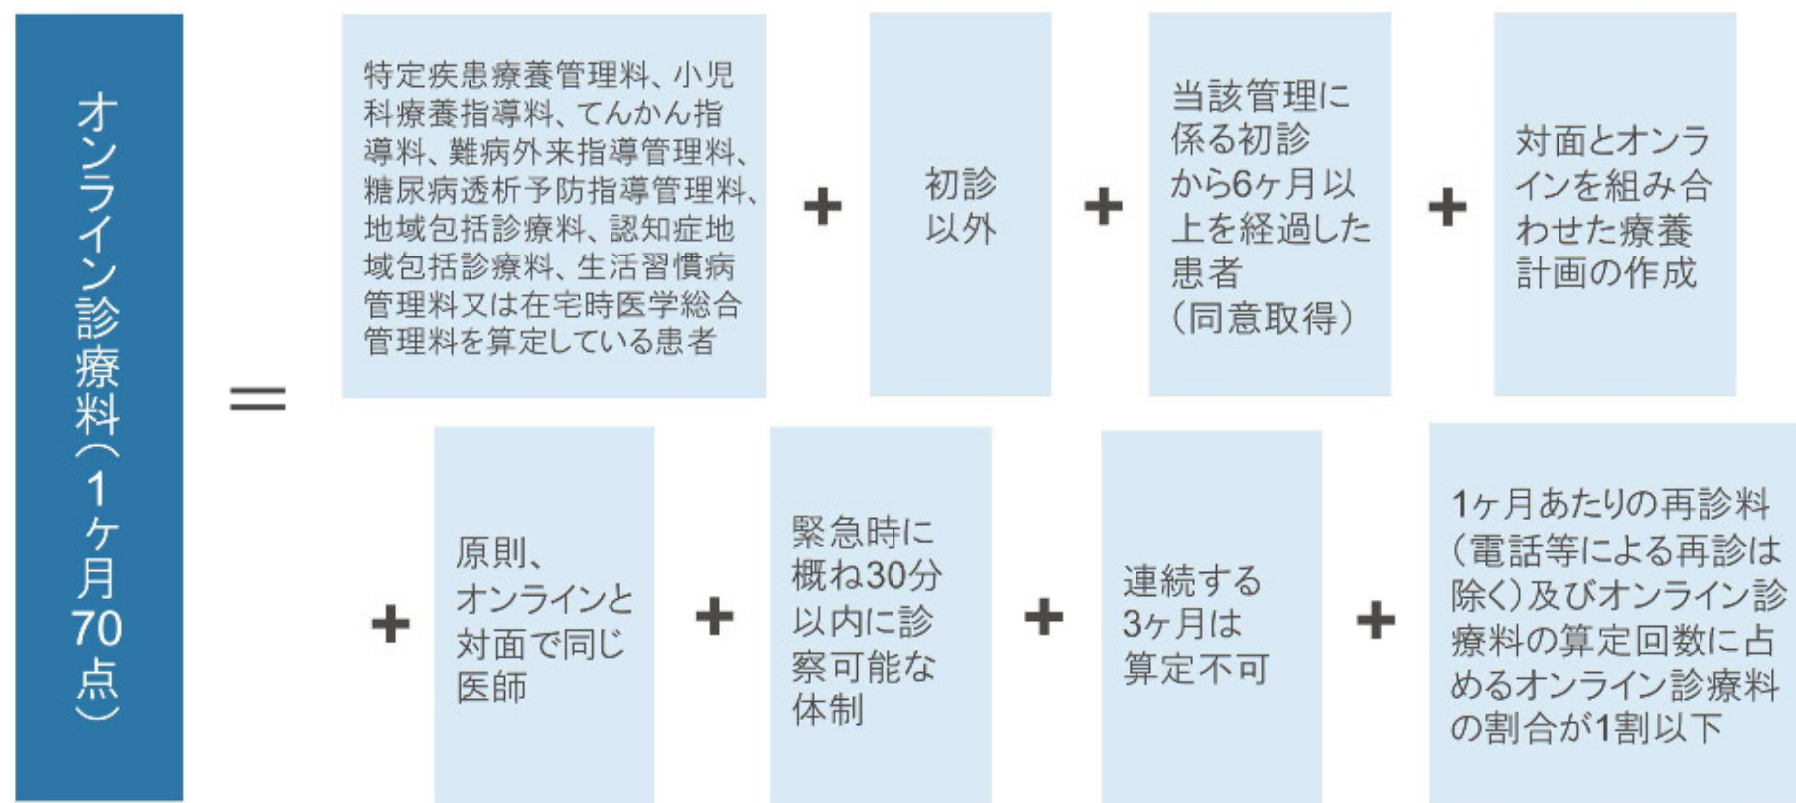 オンライン診療料(1ヶ月70点)
=
特定疾患療養管理料、小児
科療養指導料、てんかん指
導料、難病外来指導管理料、
糖尿病透析予防指導管理料、
地域包括診療料、認知症地
域包括診療料、生活習慣病
管理料又は在宅時医学総合
管理料を算定している患者
+
初診
以外
+
当該管理に
係る初診
から6ヶ月以
上を経過した
患者
(同意取得)
+
対面とオンラ
インを組み合
わせた療養
計画の作成
+
原則、
オンラインと
対面で同じ
医師
+
緊急時に
概ね30分
以内に診
察可能な
体制
+
連続する
3ヶ月は
算定不可
+
1ヶ月あたりの再診料
(電話等による再診は
除く)及びオンライン診
療料の算定回数に占
めるオンライン診療料
の割合が1割以下